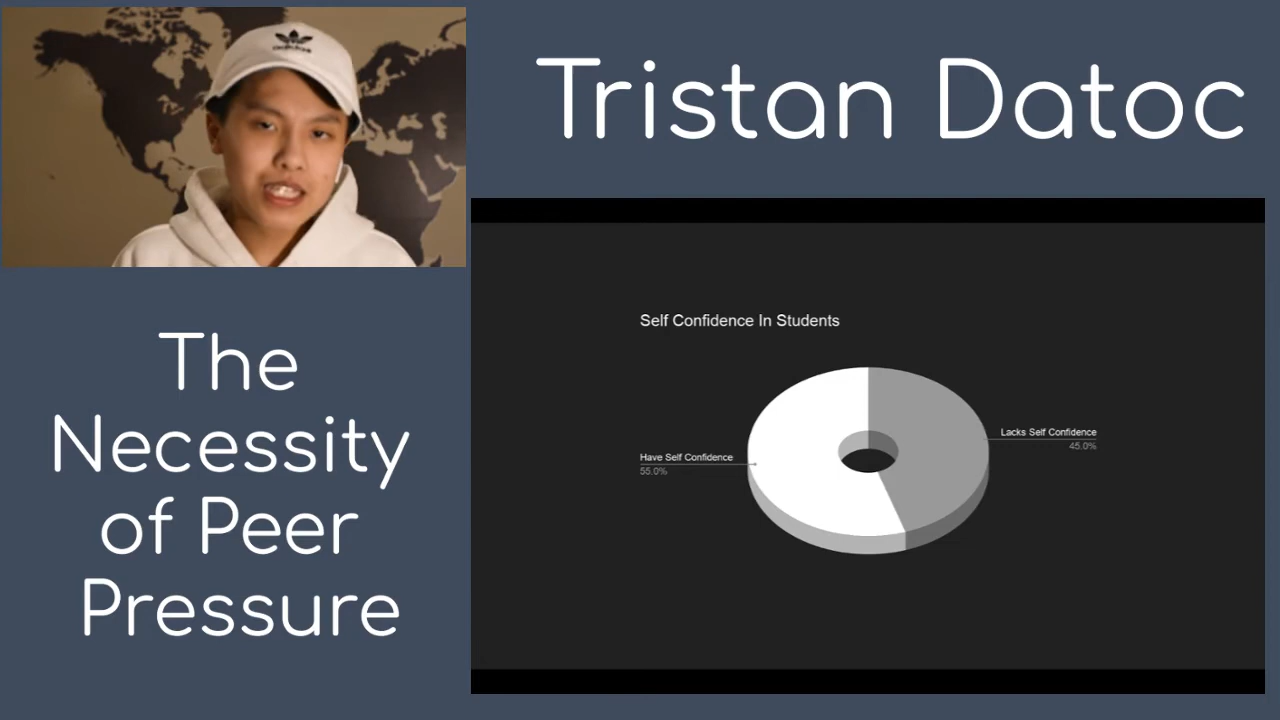 Tristan Datoc
The
Necessity
of Peer
Pressure
Self Confidence In Students
Lacks Self Confidence
45.0%
Have Self Confidence
55.0%